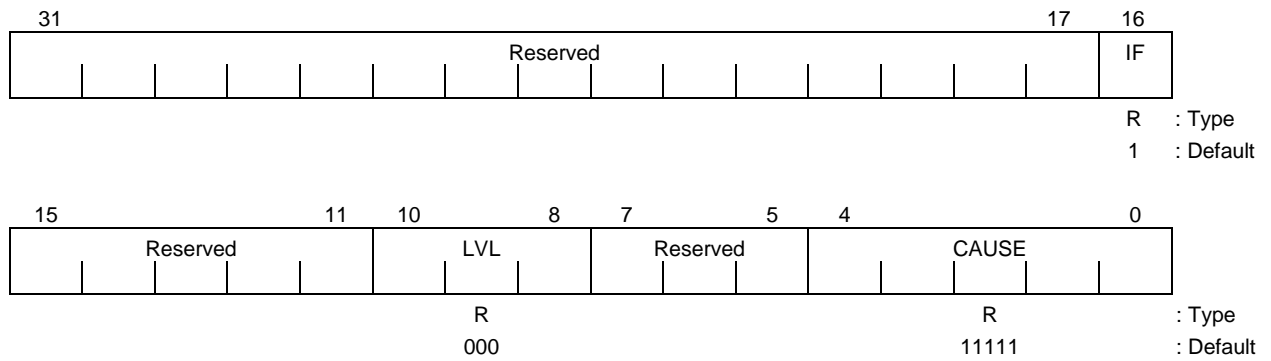 31 17 16
Reserved IF
R : Type
1 : Default
15 11 10 8 7 5 4 0
Reserved LVL Reserved CAUSE
R R : Type
000 11111 : Default